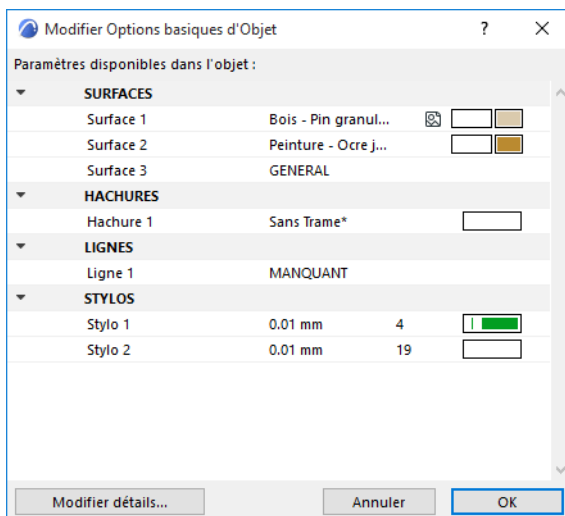 Modifier Options basiques d'Objet ? X
Paramètres disponibles dans l'objet :
SURFACES
Surface 1 Bois - Pin granul...
Surface 2 Peinture - Ocre j...
Surface 3 GENERAL
HACHURES
Hachure 1 Sans Trame*
LIGNES
Ligne 1 MANQUANT
STYLOS
Stylo 1 0.01 mm 4
Stylo 2 0.01 mm 19
Modifier détails... Annuler OK